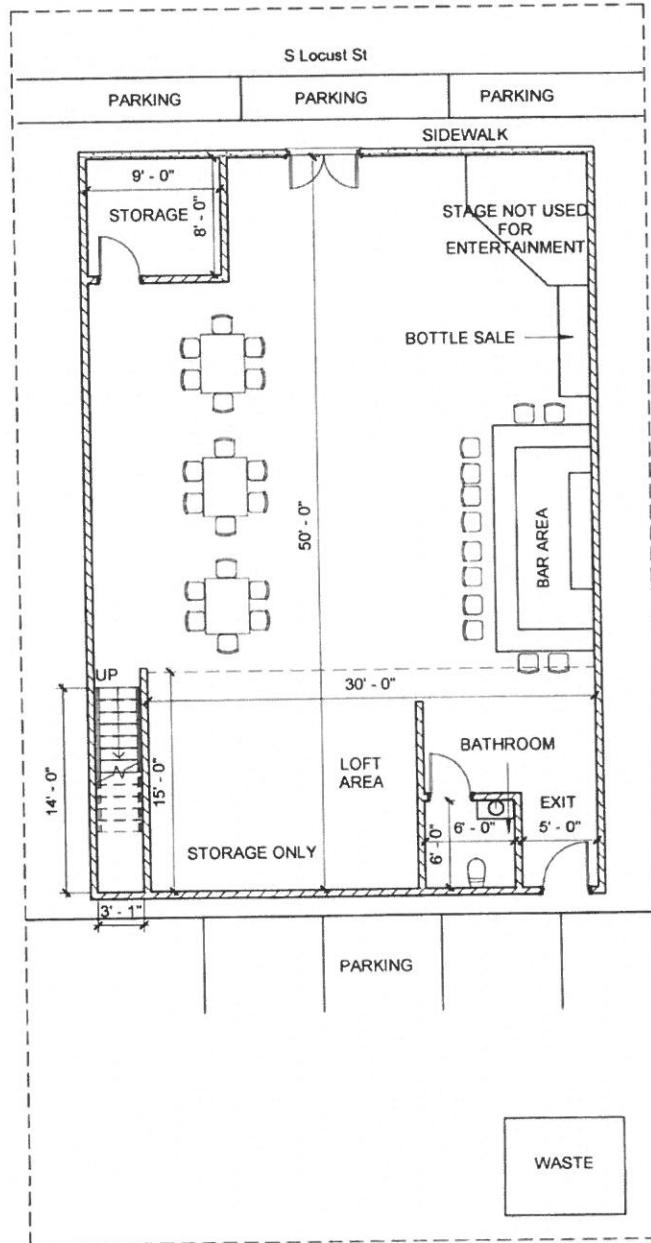 S Locust St
PARKING
PARKING
PARKING
SIDEWALK
9' - 0"
STORAGE
8' - 0"
STAGE NOT USED
FOR
ENTERTAINMENT
BOTTLE SALE
50' - 0"
BAR AREA
UP
30' - 0"
14' - 0"
15' - 0"
LOFT
AREA
BATHROOM
EXIT
6' - 0"
5' - 0"
6' - 0"
STORAGE ONLY
3' - 1"
PARKING
WASTE